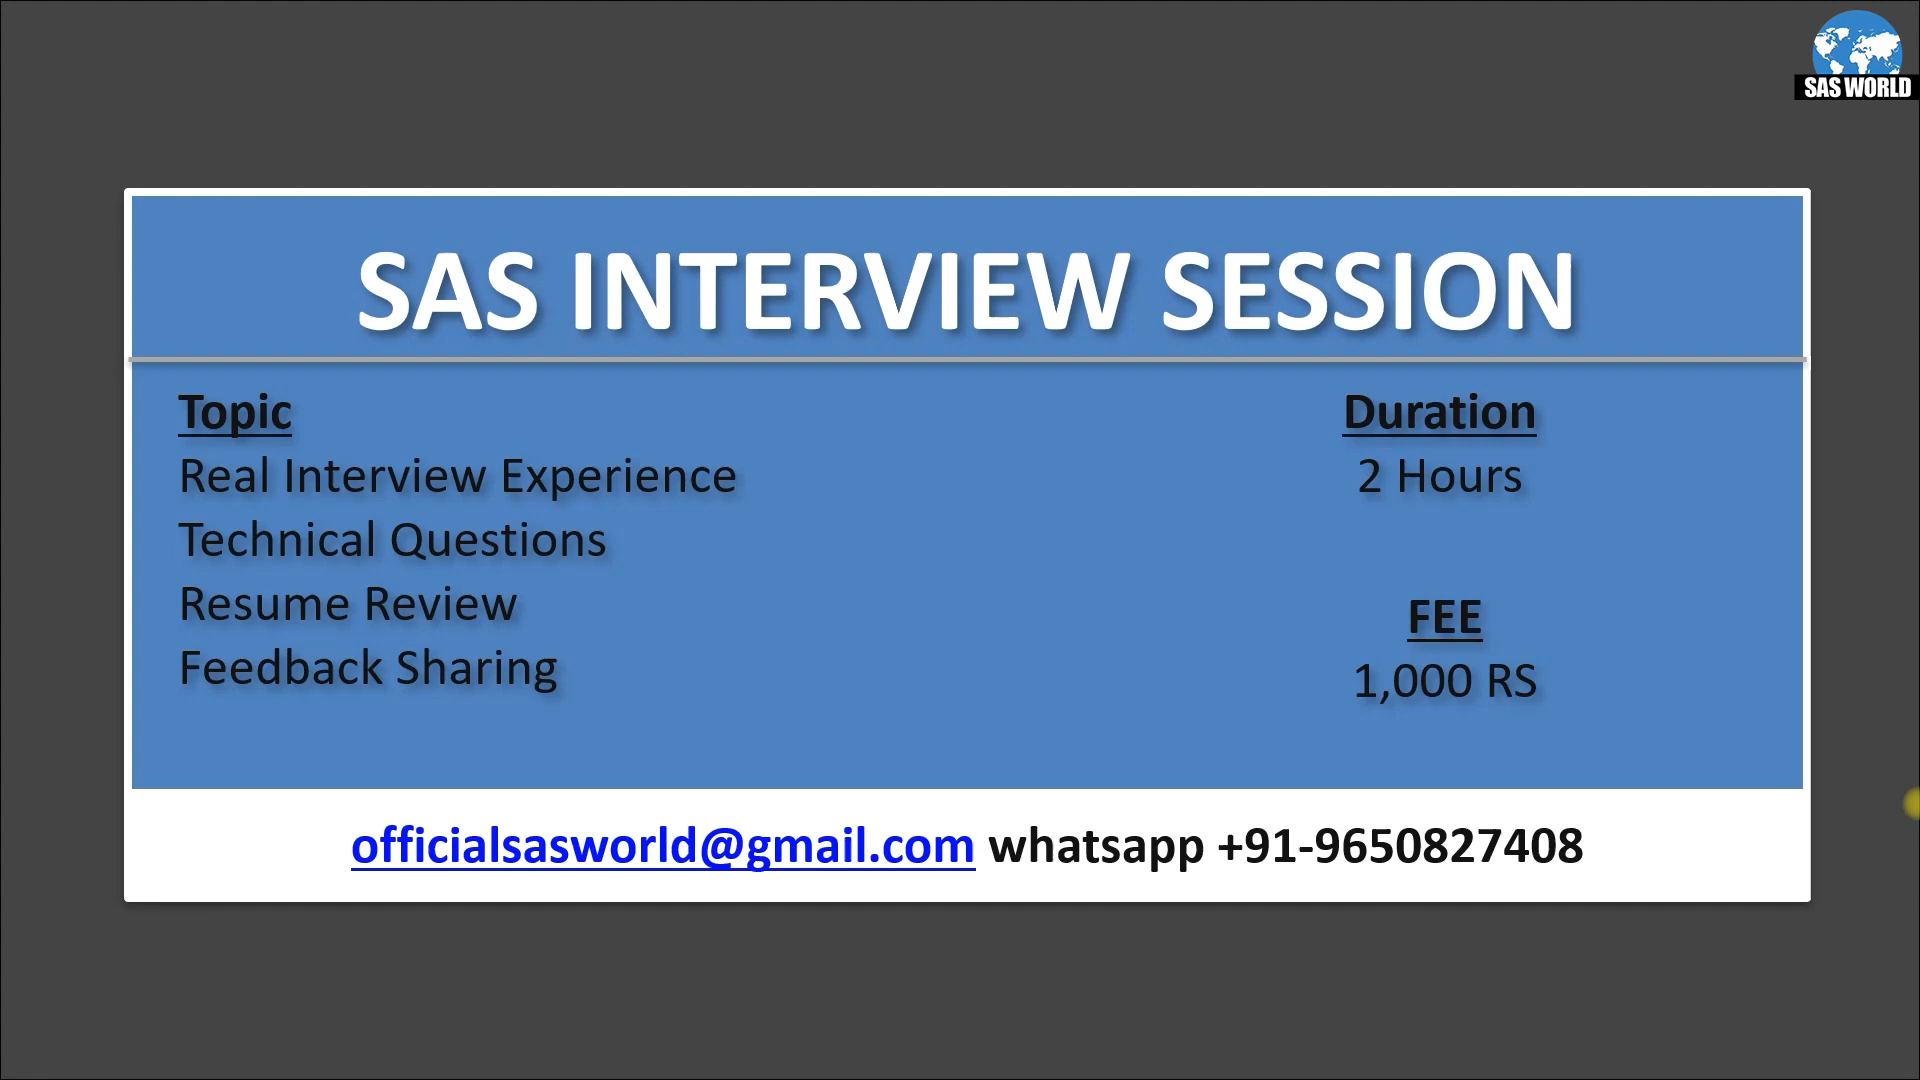 SAS WORLD
SAS INTERVIEW SESSION
Topic
Real Interview Experience
Technical Questions
Resume Review
Feedback Sharing
Duration
2 Hours
FEE
1,000 RS
officialsasworld@gmail.com whatsapp +91-9650827408